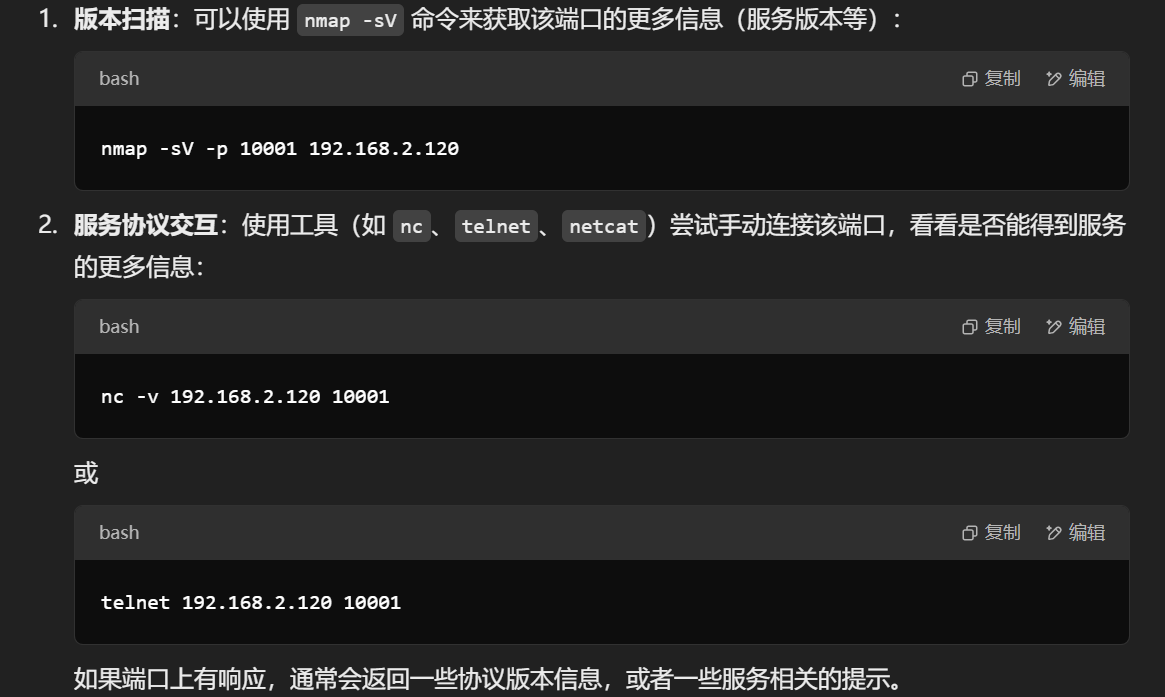 1. 版本扫描：可以使用 nmap -sV 命令来获取该端口的更多信息（服务版本等）：
bash 复制 编辑
nmap -sV -p 10001 192.168.2.120
2. 服务协议交互：使用工具（如 nc、telnet、netcat）尝试手动连接该端口，看看是否能得到服务
的更多信息：
bash 复制 编辑
nc -v 192.168.2.120 10001
或
bash 复制 编辑
telnet 192.168.2.120 10001
如果端口上有响应，通常会返回一些协议版本信息，或者一些服务相关的提示。